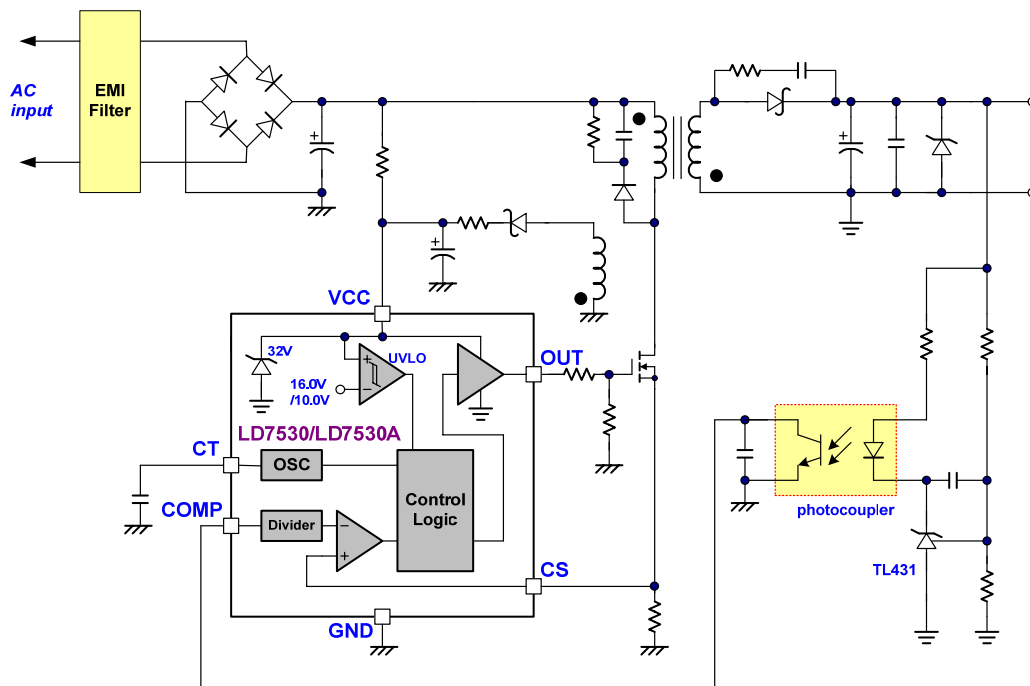 AC
input
EMI
Filter
+
+
+
VCC
32V
+
UVLO
16.0V
/10.0V
−
OUT
LD7530/LD7530A
CT
OSC
COMP
Divider
−
+
Control
Logic
CS
GND
photocoupler
TL431